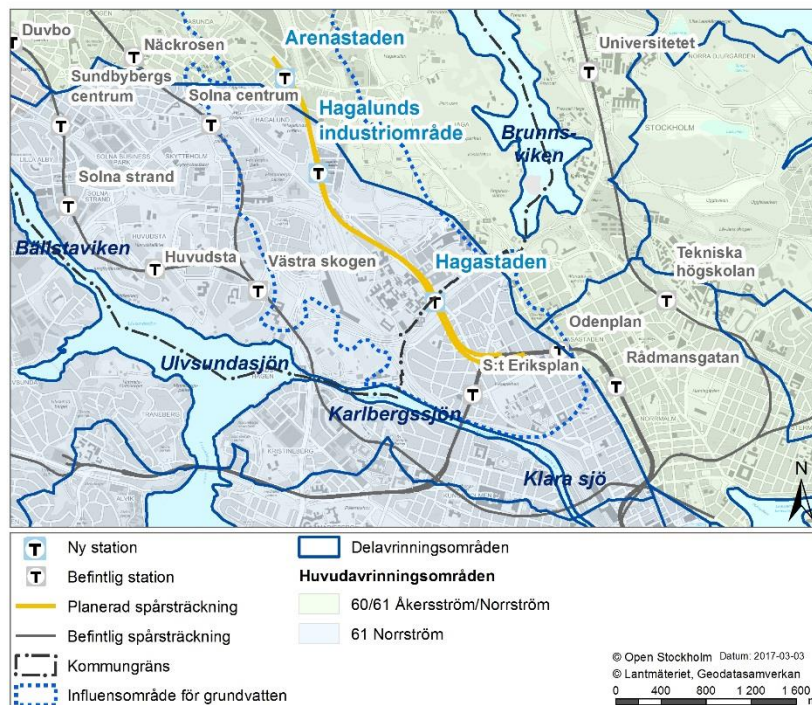 Duvbo
Näckrosen
Arenastaden
Universitetet
Sundbybergs
centrum
Solna centrum
Hagalunds
industriområde
Brunns-
viken
STOCKHOLM
Solna strand
Bällstaviken
Huvudsta
Västra skogen
Hagastaden
Tekniska
högskolan
Odenplan
Ulvsundasjön
S:t Eriksplan
Rådmansgatan
Karlbergssjön
Klara sjö
N
Ny station
Befintlig station
Planerad spårsträckning
Befintlig spårsträckning
Kommungräns
Influensområde för grundvatten
Delavrinningsområden
Huvudavrinningsområden
60/61 Åkersström/Norrström
61 Norrström
© Open Stockholm Datum: 2017-03-03
© Lantmäteriet, Geodatasamverkan
0 400 800 1 200 1 600